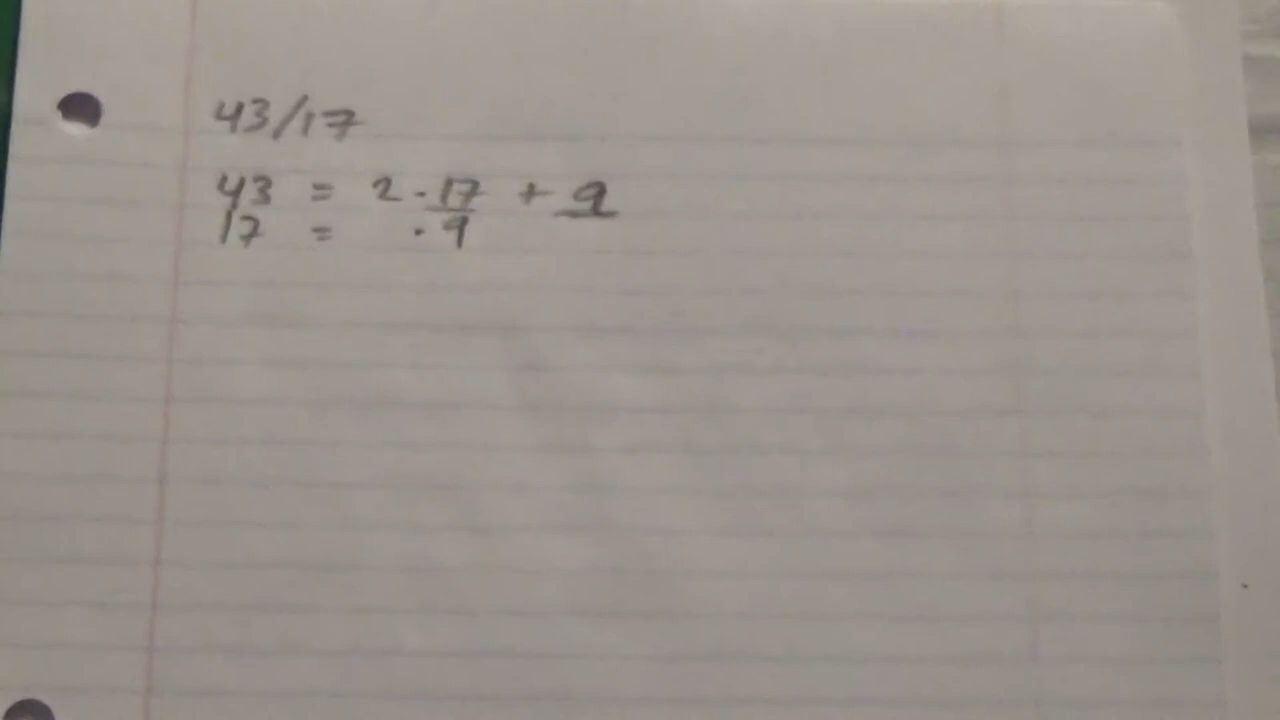 43/17
43 = 2 · 17 + 9
17 = · 9